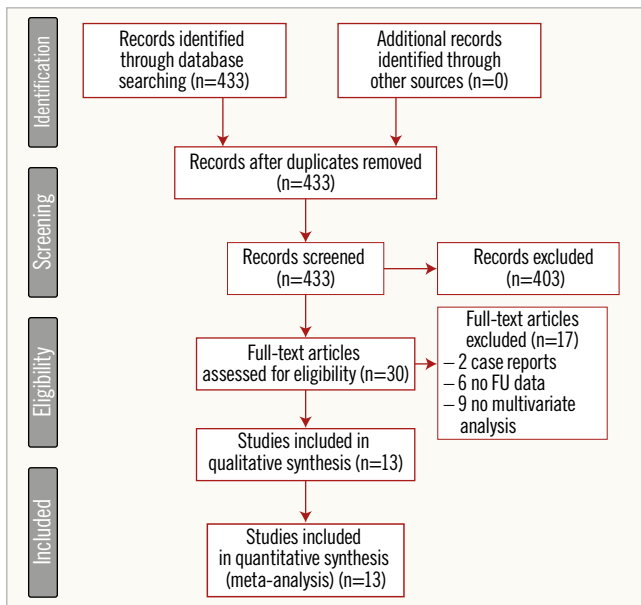 Identification
Records identified
through database
searching (n=433)
Additional records
identified through
other sources (n=0)
Records after duplicates removed
(n=433)
Screening
Records screened
(n=433)
Records excluded
(n=403)
Eligibility
Full-text articles
assessed for eligibility (n=30)
Full-text articles
excluded (n=17)
– 2 case reports
– 6 no FU data
– 9 no multivariate
analysis
Studies included in
qualitative synthesis (n=13)
Included
Studies included
in quantitative synthesis
(meta-analysis) (n=13)